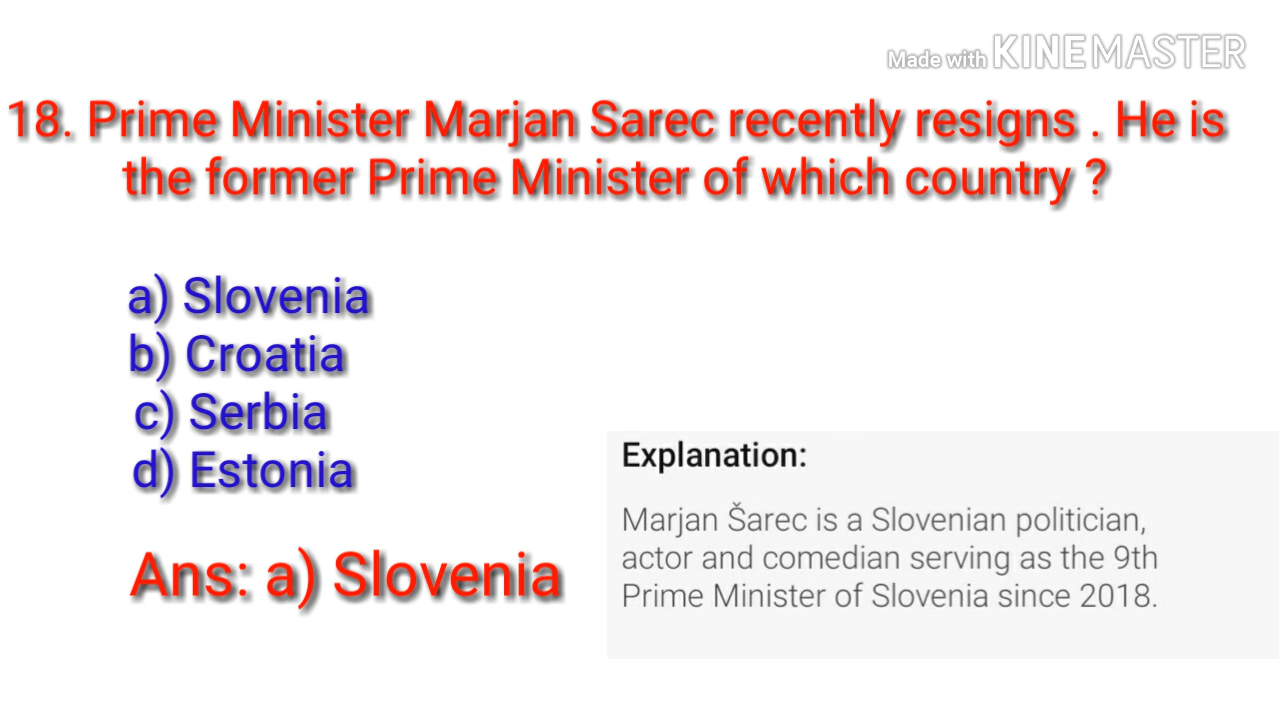 Made with KINEMASTER
18. Prime Minister Marjan Sarec recently resigns . He is
the former Prime Minister of which country ?
a) Slovenia
b) Croatia
c) Serbia
d) Estonia
Ans: a) Slovenia
Explanation:
Marjan Šarec is a Slovenian politician,
actor and comedian serving as the 9th
Prime Minister of Slovenia since 2018.